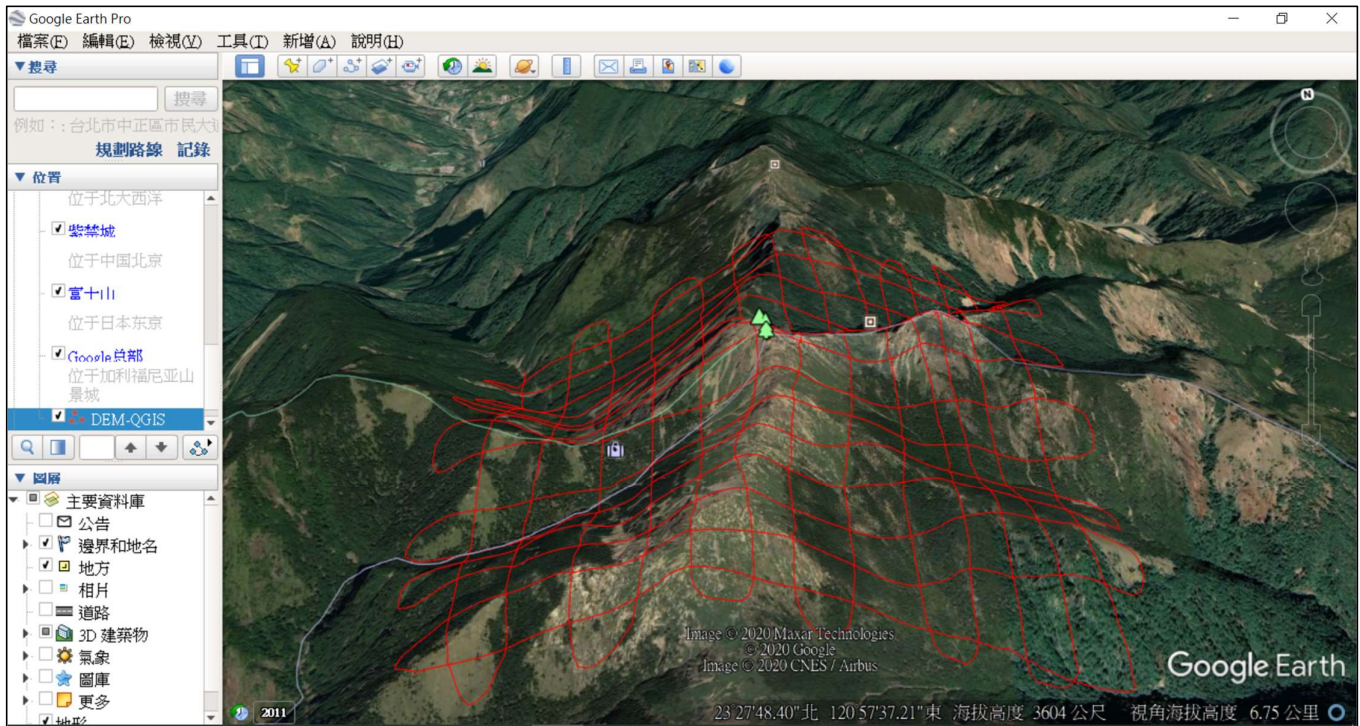 Google Earth Pro
檔案(F) 編輯(E) 檢視(V) 工具(T) 新增(A) 說明(H)
▼搜尋
搜尋
例如：: 台北市中正區市民大道
規劃路線 記錄
▼ 位置
位于北大西洋
紫禁城
位于中国北京
富士山
位于日本东京
Google总部
位于加利福尼亚山
景城
DEM-QGIS
▼ 圖層
主要資料庫
公告
邊界和地名
地方
相片
道路
3D 建築物
氣象
圖庫
更多
地形
N
Image © 2020 Maxar Technologies
© 2020 Google
Image © 2020 CNES / Airbus
Google Earth
2011
23 27'48.40"北 120 57'37.21"東 海拔高度 3604 公尺 視角海拔高度 6.75 公里